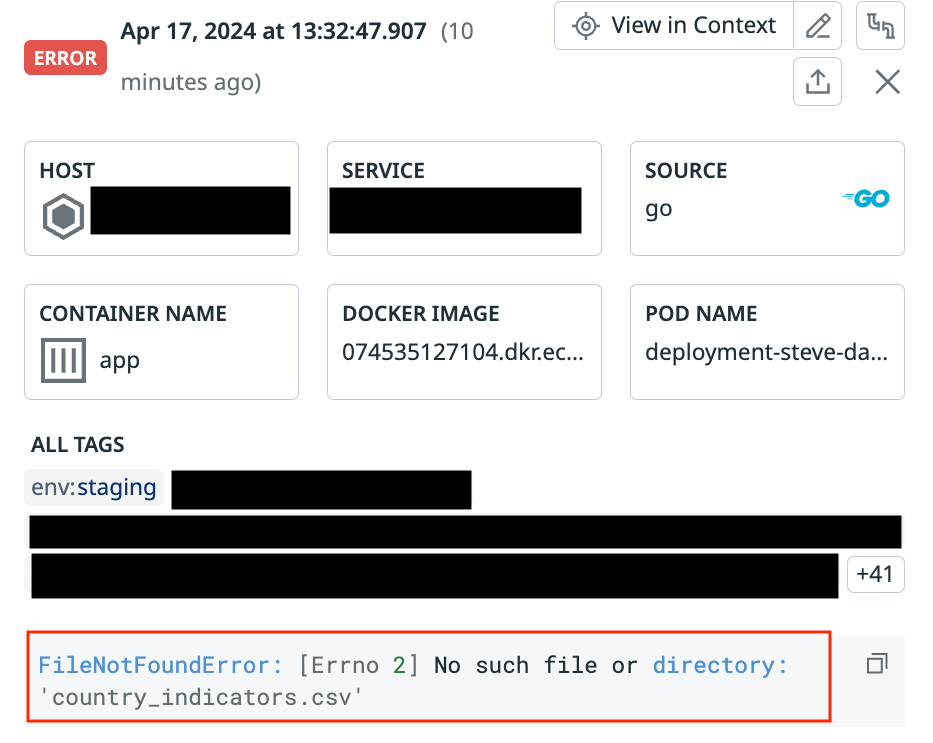 ERROR
Apr 17, 2024 at 13:32:47.907 (10
minutes ago)
View in Context
HOST
SERVICE
SOURCE
go
GO
CONTAINER NAME
app
DOCKER IMAGE
074535127104.dkr.ec...
POD NAME
deployment-steve-da...
ALL TAGS
env:staging
+41
FileNotFoundError: [Errno 2] No such file or directory:
'country_indicators.csv'